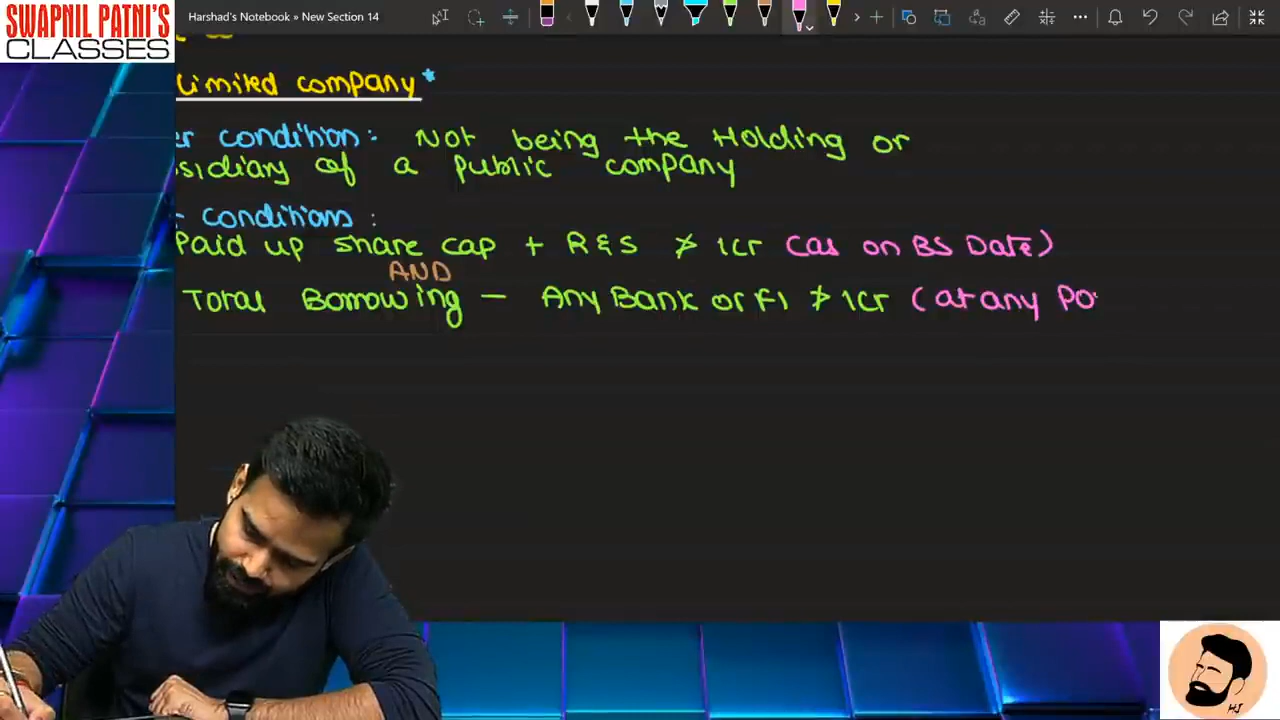 SWAPNIL PATNI'S
CLASSES
Harshad's Notebook » New Section 14
Limited company*
er condition: Not being the Holding or
sidiary of a public company
conditions :
Paid up share cap + R&S ≯ 1cr (as on BS Date)
AND
Total Borrowing - Any Bank or FI ≯ 1cr (at any Po
HJ